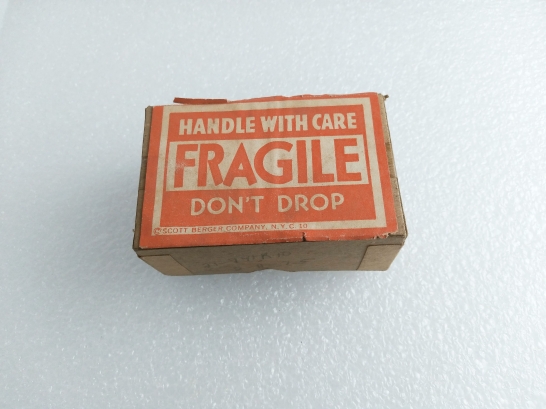 HANDLE WITH CARE
FRAGILE
DON'T DROP
SCOTT BERGER COMPANY, N.Y.C. 10